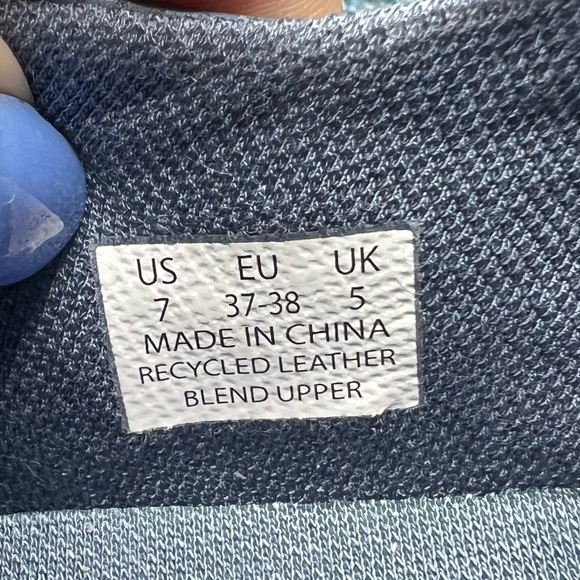 US EU UK
7 37-38 5
MADE IN CHINA
RECYCLED LEATHER
BLEND UPPER